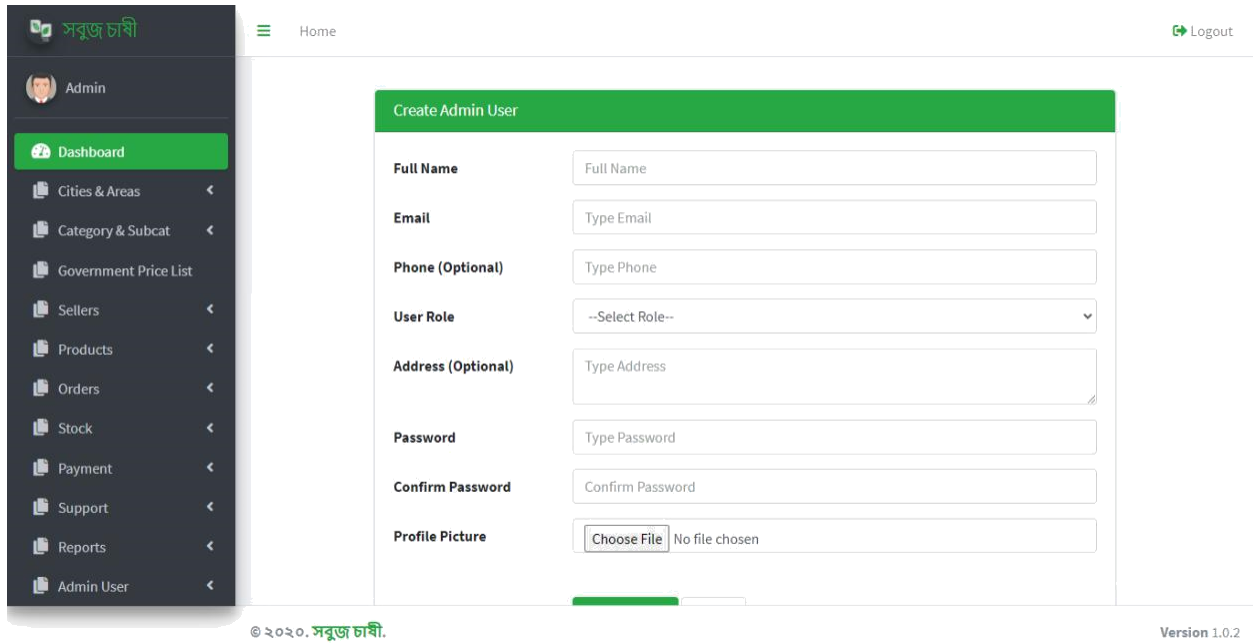 সবুজ চাষী
Home
Logout
Admin
Dashboard
Cities & Areas
Category & Subcat
Government Price List
Sellers
Products
Orders
Stock
Payment
Support
Reports
Admin User
Create Admin User
Full Name
Full Name
Email
Type Email
Phone (Optional)
Type Phone
User Role
--Select Role--
Address (Optional)
Type Address
Password
Type Password
Confirm Password
Confirm Password
Profile Picture
Choose File No file chosen
© ২০২০. সবুজ চাষী.
Version 1.0.2